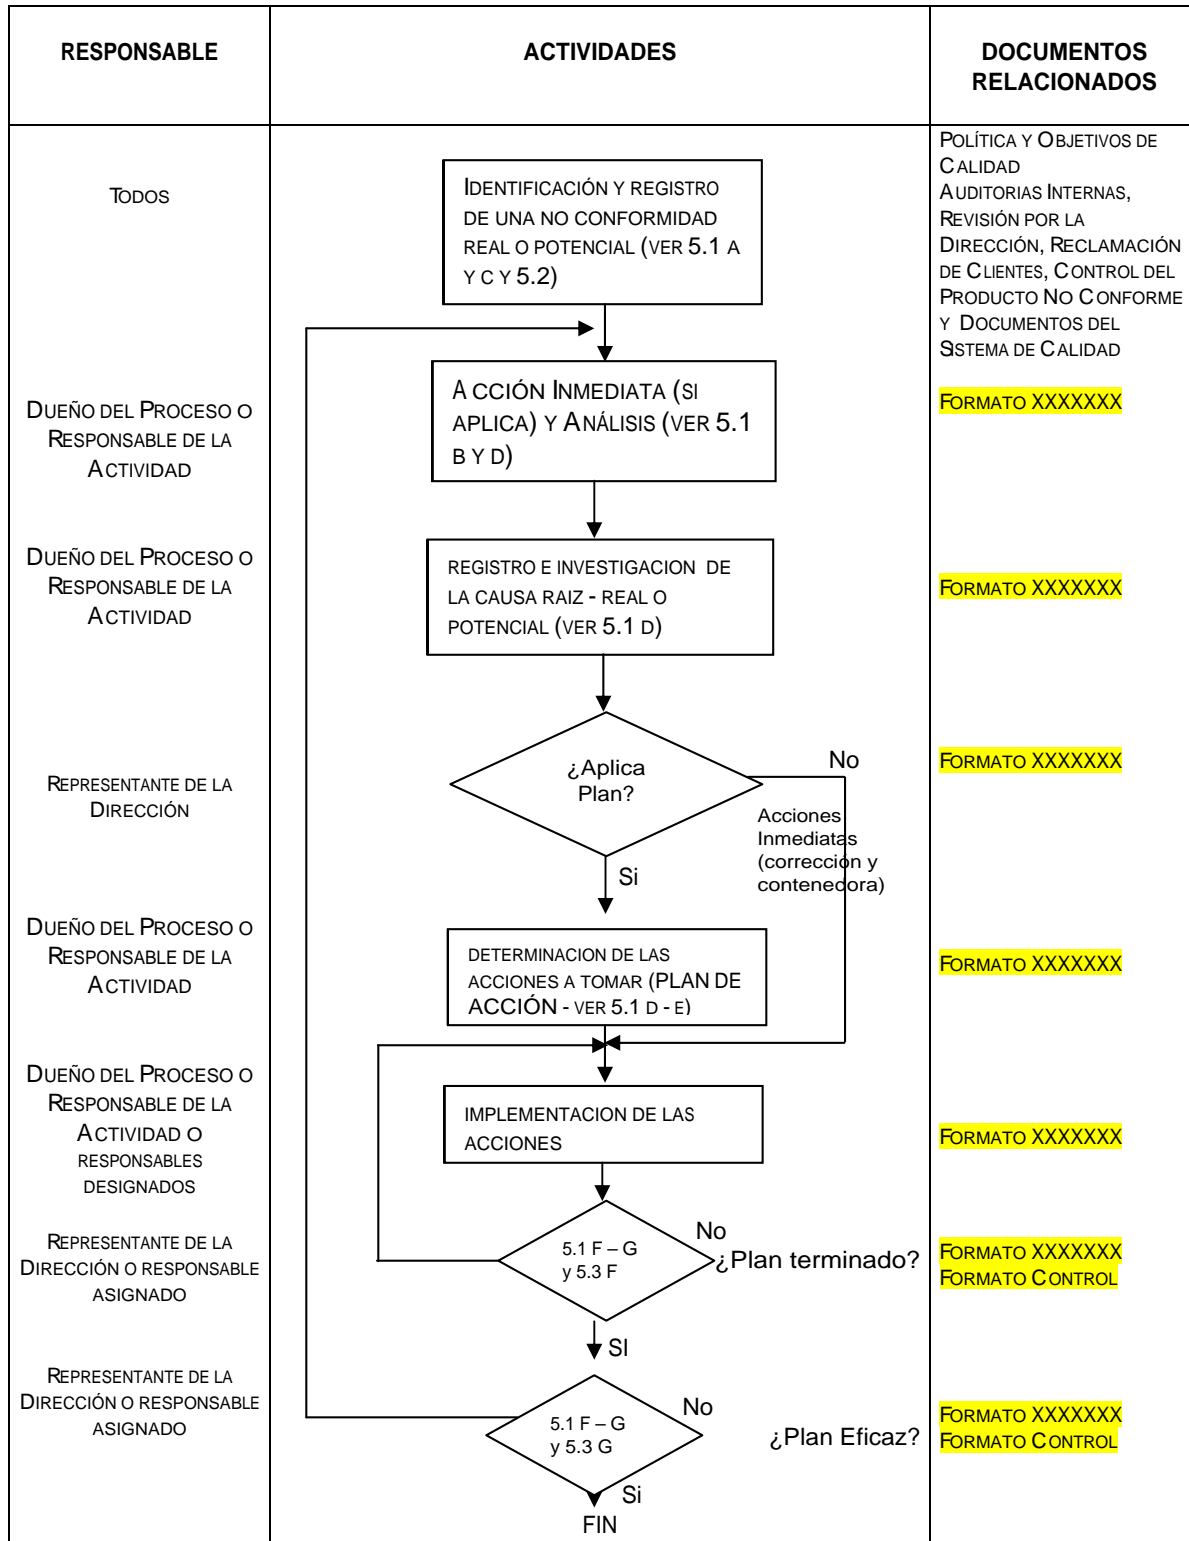 RESPONSABLE
ACTIVIDADES
DOCUMENTOS
RELACIONADOS
TODOS
IDENTIFICACIÓN Y REGISTRO
DE UNA NO CONFORMIDAD
REAL O POTENCIAL (VER 5.1 A
Y C Y 5.2)
POLÍTICA Y OBJETIVOS DE
CALIDAD
AUDITORIAS INTERNAS,
REVISIÓN POR LA
DIRECCIÓN, RECLAMACIÓN
DE CLIENTES, CONTROL DEL
PRODUCTO NO CONFORME
Y DOCUMENTOS DEL
SISTEMA DE CALIDAD
DUEÑO DEL PROCESO O
RESPONSABLE DE LA
ACTIVIDAD
ACCIÓN INMEDIATA (SI
APLICA) Y ANÁLISIS (VER 5.1
B Y D)
FORMATO XXXXXXX
DUEÑO DEL PROCESO O
RESPONSABLE DE LA
ACTIVIDAD
REGISTRO E INVESTIGACION DE
LA CAUSA RAIZ - REAL O
POTENCIAL (VER 5.1 D)
FORMATO XXXXXXX
REPRESENTANTE DE LA
DIRECCIÓN
¿Aplica
Plan?
No
Acciones
Inmediatas
(corrección y
contenedora)
Si
FORMATO XXXXXXX
DUEÑO DEL PROCESO O
RESPONSABLE DE LA
ACTIVIDAD
DETERMINACION DE LAS
ACCIONES A TOMAR (PLAN DE
ACCIÓN - VER 5.1 D - E)
FORMATO XXXXXXX
DUEÑO DEL PROCESO O
RESPONSABLE DE LA
ACTIVIDAD O
RESPONSABLES
DESIGNADOS
IMPLEMENTACION DE LAS
ACCIONES
FORMATO XXXXXXX
REPRESENTANTE DE LA
DIRECCIÓN O RESPONSABLE
ASIGNADO
5.1 F – G
y 5.3 F
No
¿Plan terminado?
SI
FORMATO XXXXXXX
FORMATO CONTROL
REPRESENTANTE DE LA
DIRECCIÓN O RESPONSABLE
ASIGNADO
5.1 F – G
y 5.3 G
No
¿Plan Eficaz?
Si
FIN
FORMATO XXXXXXX
FORMATO CONTROL